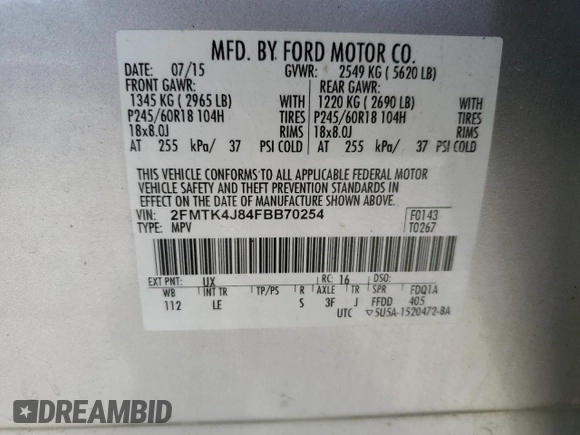 MFD. BY FORD MOTOR CO.
DATE: 07/15 GVWR: 2549 KG ( 5620 LB)
FRONT GAWR: REAR GAWR:
1345 KG ( 2965 LB) WITH 1220 KG ( 2690 LB) WITH
P245/60R18 104H TIRES P245/60R18 104H TIRES
18x8.0J RIMS 18x8.0J RIMS
AT 255 kPa/ 37 PSI COLD AT 255 kPa/ 37 PSI COLD
THIS VEHICLE CONFORMS TO ALL APPLICABLE FEDERAL MOTOR
VEHICLE SAFETY AND THEFT PREVENTION STANDARDS IN
EFFECT ON THE DATE OF MANUFACTURE SHOWN ABOVE.
VIN: 2FMTK4J84FBB70254 F0143
TYPE: MPV T0267
EXT PNT: UX RC: 16 DSO:
WB INT TR TP/PS R AXLE TR SPR FDQ1A
112 LE S 3F J FFDD 405
UTC ▽5U5A-1520472-BA
DREAMBID